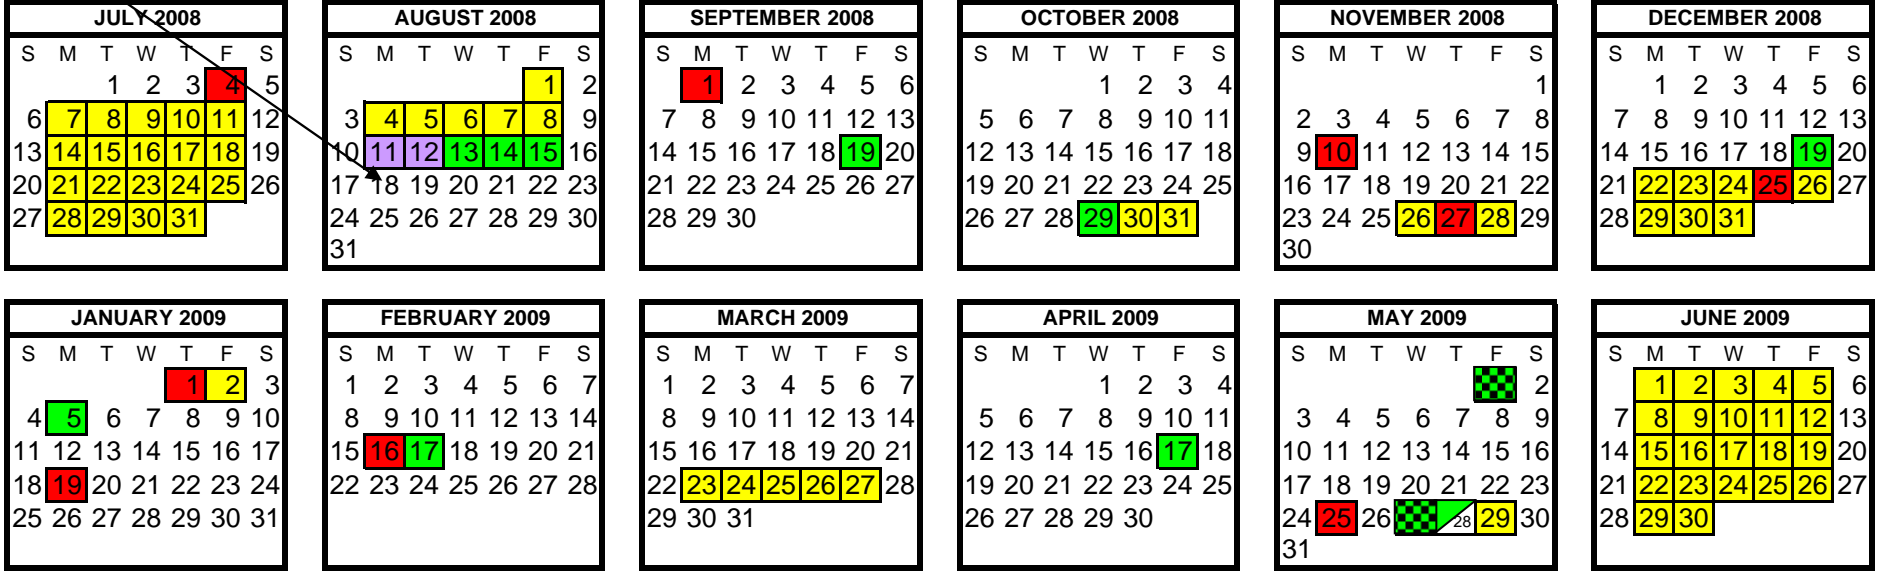 JULY 2008
S M T W T F S
1 2 3 4 5
6 7 8 9 10 11 12
13 14 15 16 17 18 19
20 21 22 23 24 25 26
27 28 29 30 31
AUGUST 2008
S M T W T F S
1 2
3 4 5 6 7 8 9
10 11 12 13 14 15 16
17 18 19 20 21 22 23
24 25 26 27 28 29 30
31
SEPTEMBER 2008
S M T W T F S
1 2 3 4 5 6
7 8 9 10 11 12 13
14 15 16 17 18 19 20
21 22 23 24 25 26 27
28 29 30
OCTOBER 2008
S M T W T F S
1 2 3 4
5 6 7 8 9 10 11
12 13 14 15 16 17 18
19 20 21 22 23 24 25
26 27 28 29 30 31
NOVEMBER 2008
S M T W T F S
1
2 3 4 5 6 7 8
9 10 11 12 13 14 15
16 17 18 19 20 21 22
23 24 25 26 27 28 29
30
DECEMBER 2008
S M T W T F S
1 2 3 4 5 6
7 8 9 10 11 12 13
14 15 16 17 18 19 20
21 22 23 24 25 26 27
28 29 30 31
JANUARY 2009
S M T W T F S
1 2 3
4 5 6 7 8 9 10
11 12 13 14 15 16 17
18 19 20 21 22 23 24
25 26 27 28 29 30 31
FEBRUARY 2009
S M T W T F S
1 2 3 4 5 6 7
8 9 10 11 12 13 14
15 16 17 18 19 20 21
22 23 24 25 26 27 28
MARCH 2009
S M T W T F S
1 2 3 4 5 6 7
8 9 10 11 12 13 14
15 16 17 18 19 20 21
22 23 24 25 26 27 28
29 30 31
APRIL 2009
S M T W T F S
1 2 3 4
5 6 7 8 9 10 11
12 13 14 15 16 17 18
19 20 21 22 23 24 25
26 27 28 29 30
MAY 2009
S M T W T F S
2
3 4 5 6 7 8 9
10 11 12 13 14 15 16
17 18 19 20 21 22 23
24 25 26 28 29 30
31
JUNE 2009
S M T W T F S
1 2 3 4 5 6
7 8 9 10 11 12 13
14 15 16 17 18 19 20
21 22 23 24 25 26 27
28 29 30